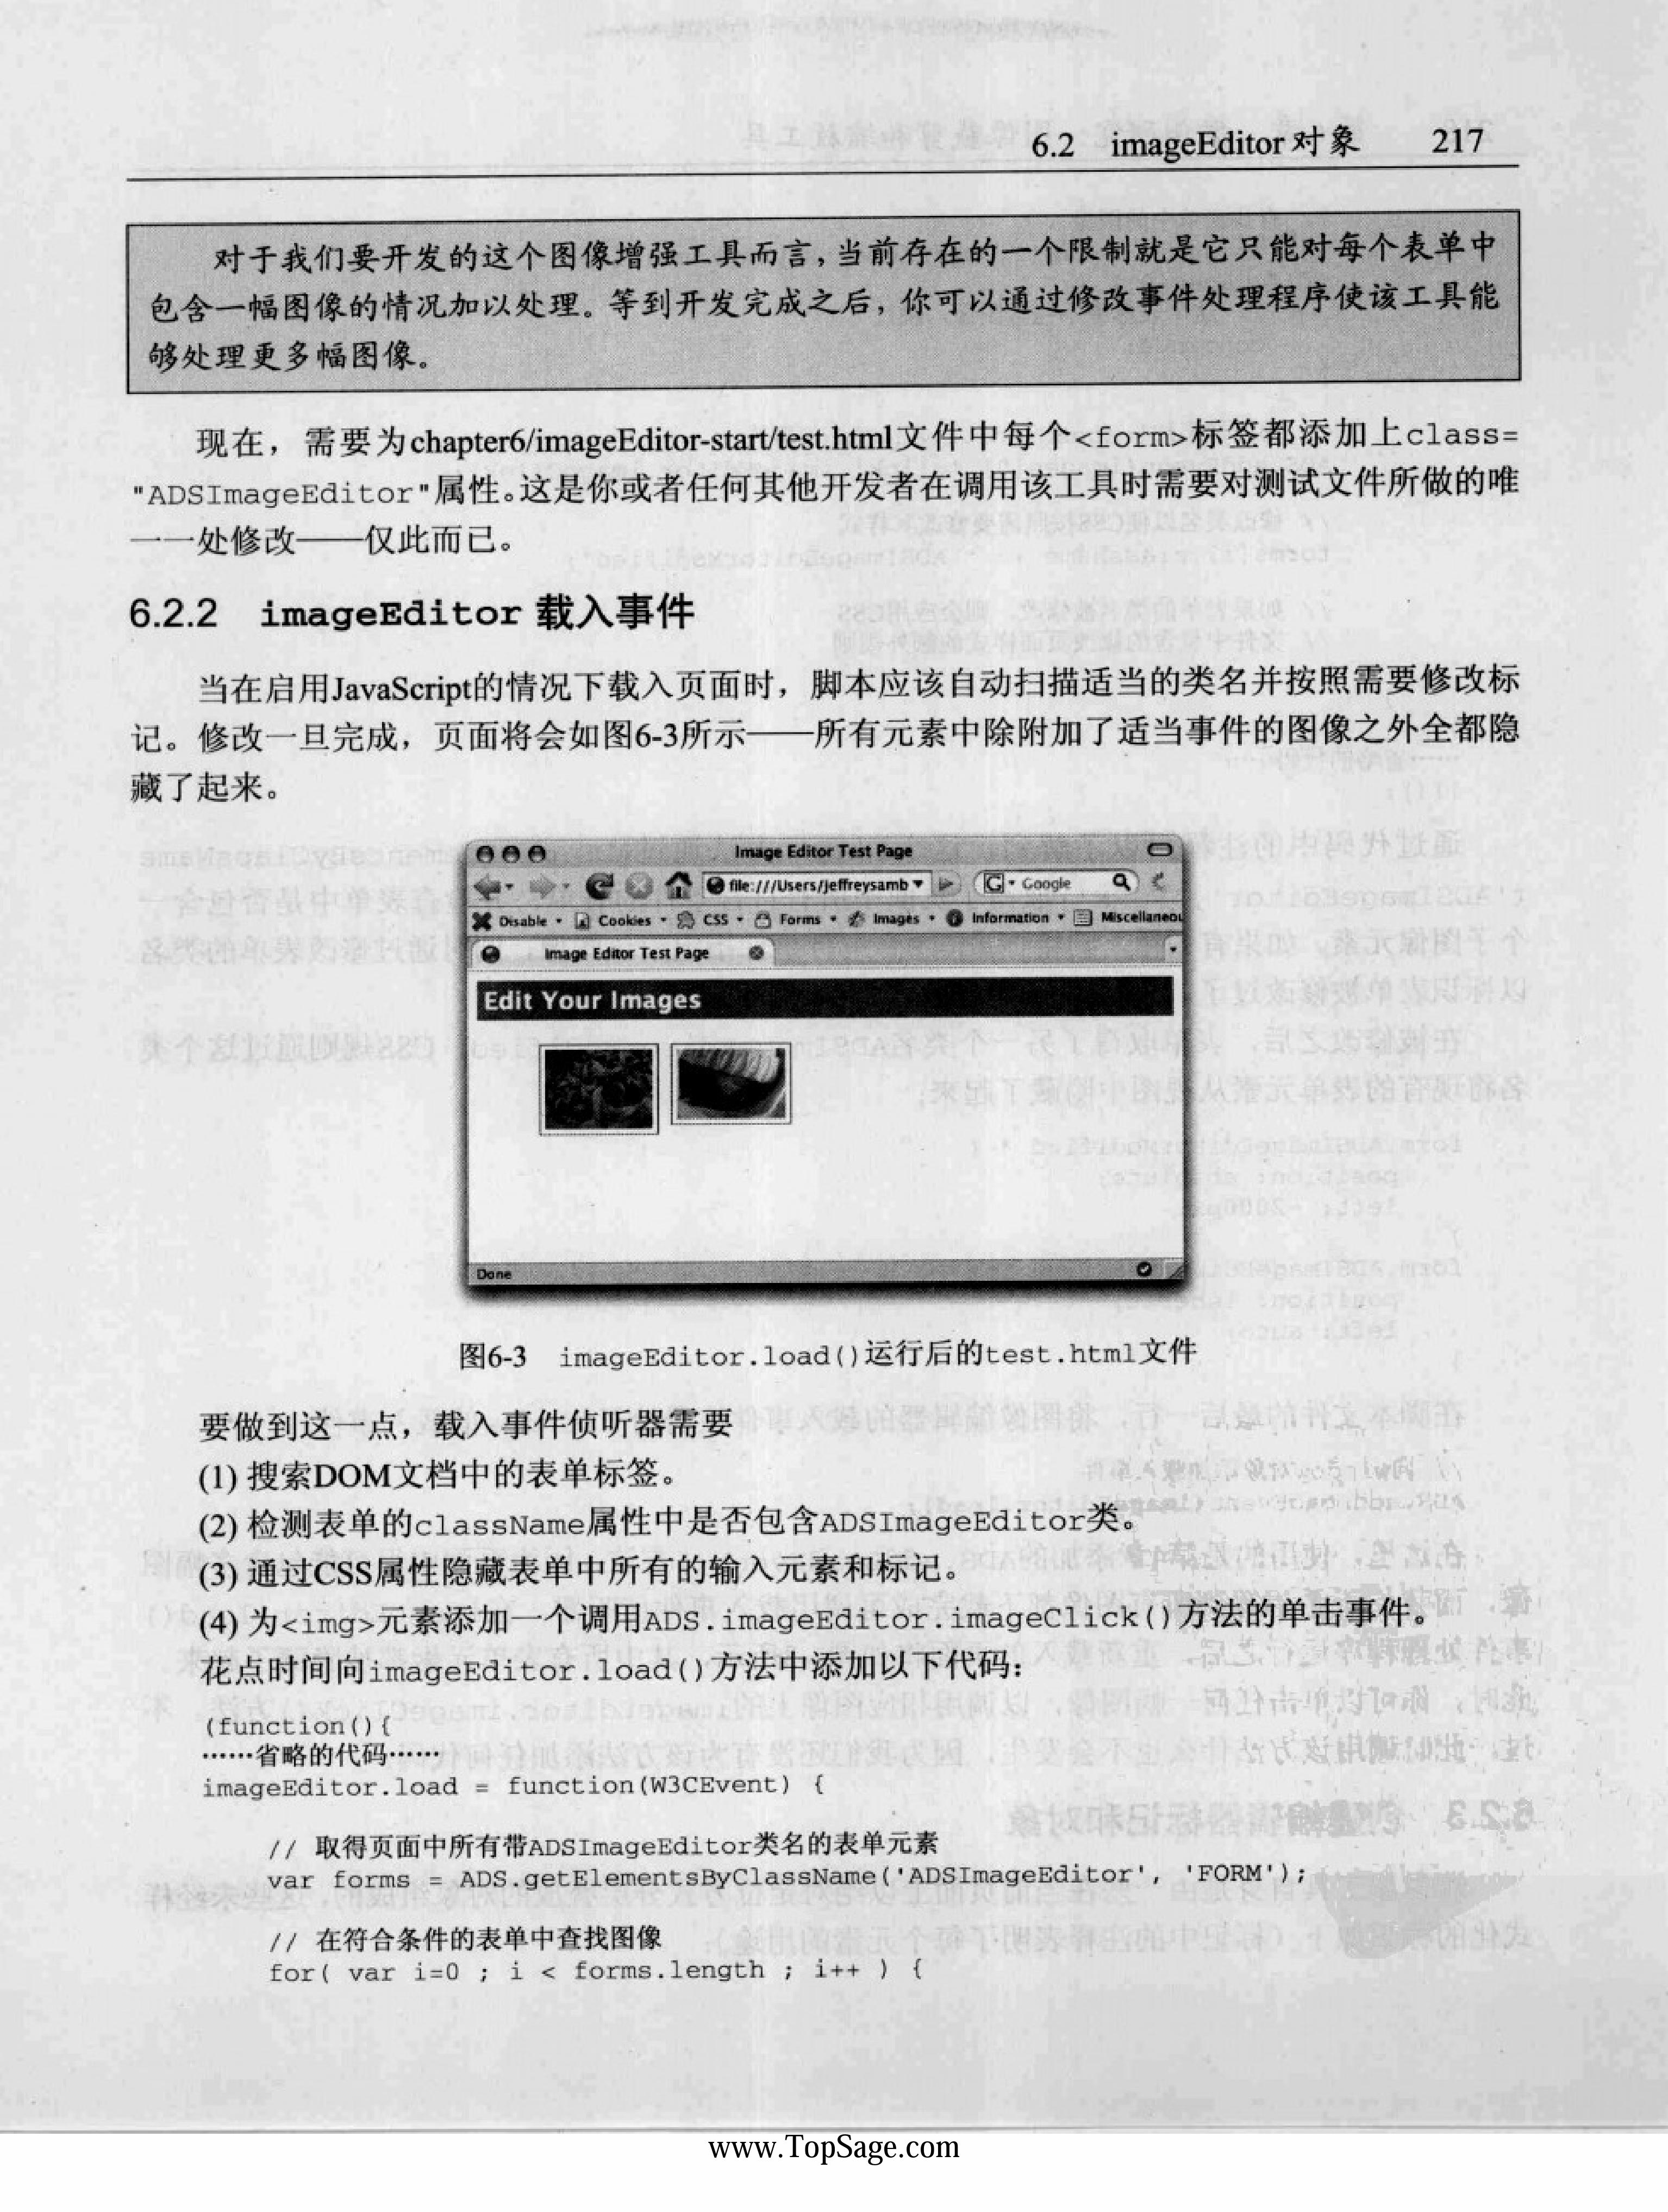 6.2 imageEditor对象 217
对于我们要开发的这个图像增强工具而言，当前存在的一个限制就是它只能对每个表单中
包含一幅图像的情况加以处理。等到开发完成之后，你可以通过修改事件处理程序使该工具能
够处理更多幅图像。
现在，需要为chapter6/imageEditor-start/test.html文件中每个<form>标签都添加上class=
"ADSImageEditor"属性。这是你或者任何其他开发者在调用该工具时需要对测试文件所做的唯
一一处修改——仅此而已。
6.2.2 imageEditor 载入事件
当在启用JavaScript的情况下载入页面时，脚本应该自动扫描适当的类名并按照需要修改标
记。修改一旦完成，页面将会如图6-3所示——所有元素中除附加了适当事件的图像之外全都隐
藏了起来。
Image Editor Test Page
file:///Users/jeffreysamb G Google
Disable Cookies CSS Forms Images Information Miscellaneou
Image Editor Test Page
Edit Your Images
Done
图6-3 imageEditor.load()运行后的test.html文件
要做到这一点，载入事件侦听器需要
(1) 搜索DOM文档中的表单标签。
(2) 检测表单的className属性中是否包含ADSImageEditor类。
(3) 通过CSS属性隐藏表单中所有的输入元素和标记。
(4) 为<img>元素添加一个调用ADS.imageEditor.imageClick()方法的单击事件。
花点时间向imageEditor.load()方法中添加以下代码：
(function(){
……省略的代码……
imageEditor.load = function(W3CEvent) {
// 取得页面中所有带ADSImageEditor类名的表单元素
var forms = ADS.getElementsByClassName('ADSImageEditor', 'FORM');
// 在符合条件的表单中查找图像
for( var i=0 ; i < forms.length ; i++ ) {
www.TopSage.com